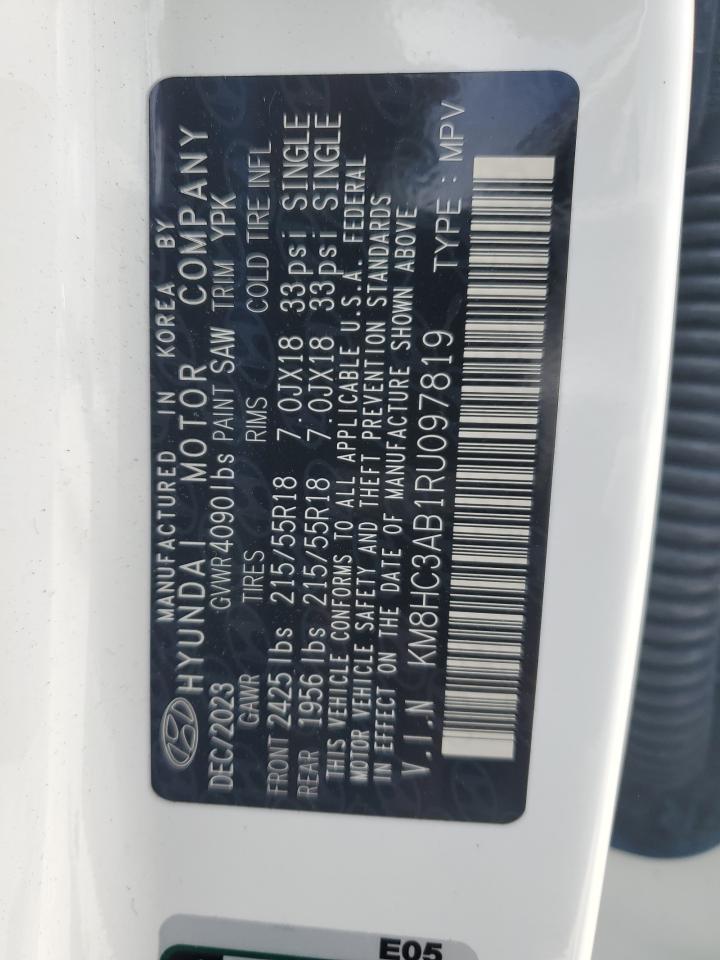 MANUFACTURED IN KOREA BY
HYUNDAI MOTOR COMPANY
DEC/2023 GVWR 4090lbs PAINT SAW TRIM YPK
GAWR TIRES RIMS COLD TIRE INFL
FRONT 2425lbs 215/55R18 7.0JX18 33psi SINGLE
REAR 1956lbs 215/55R18 7.0JX18 33psi SINGLE
THIS VEHICLE CONFORMS TO ALL APPLICABLE U.S.A. FEDERAL
MOTOR VEHICLE SAFETY AND THEFT PREVENTION STANDARDS
IN EFFECT ON THE DATE OF MANUFACTURE SHOWN ABOVE
V.I.N KM8HC3AB1RU097819 TYPE : MPV
E05